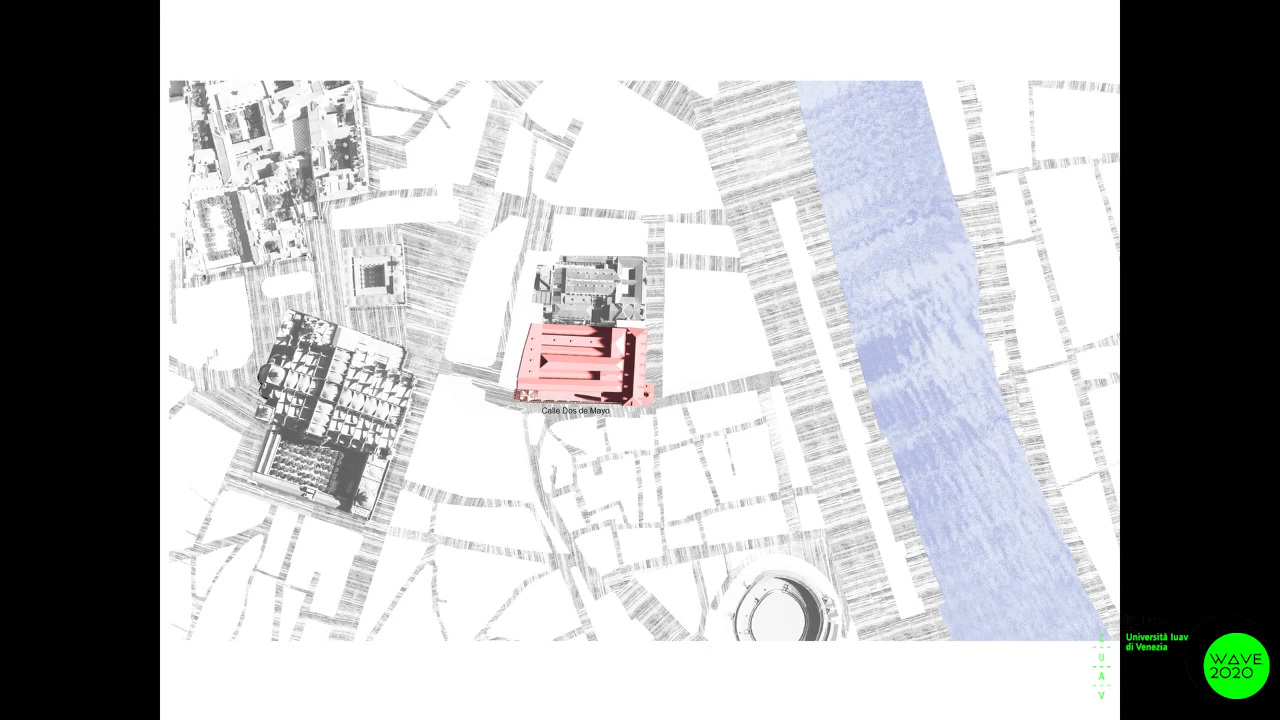 Calle Dos de Mayo
I
U
A
V
Università Iuav
di Venezia
WAVE
2020